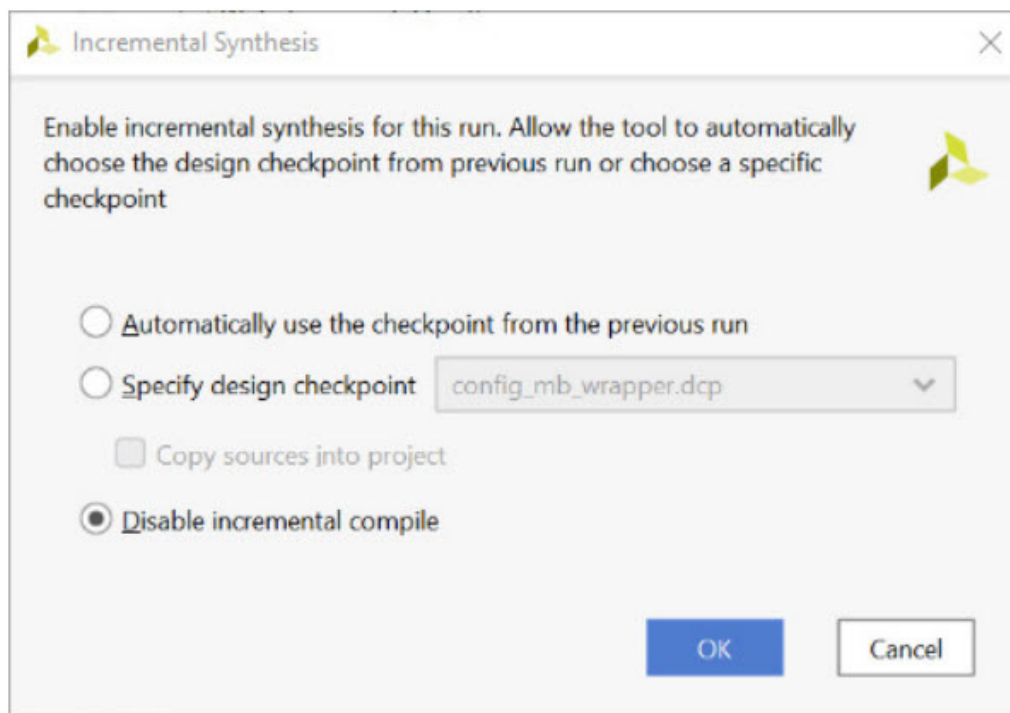 Incremental Synthesis
Enable incremental synthesis for this run. Allow the tool to automatically
choose the design checkpoint from previous run or choose a specific
checkpoint
Automatically use the checkpoint from the previous run
Specify design checkpoint config_mb_wrapper.dcp
Copy sources into project
Disable incremental compile
OK Cancel